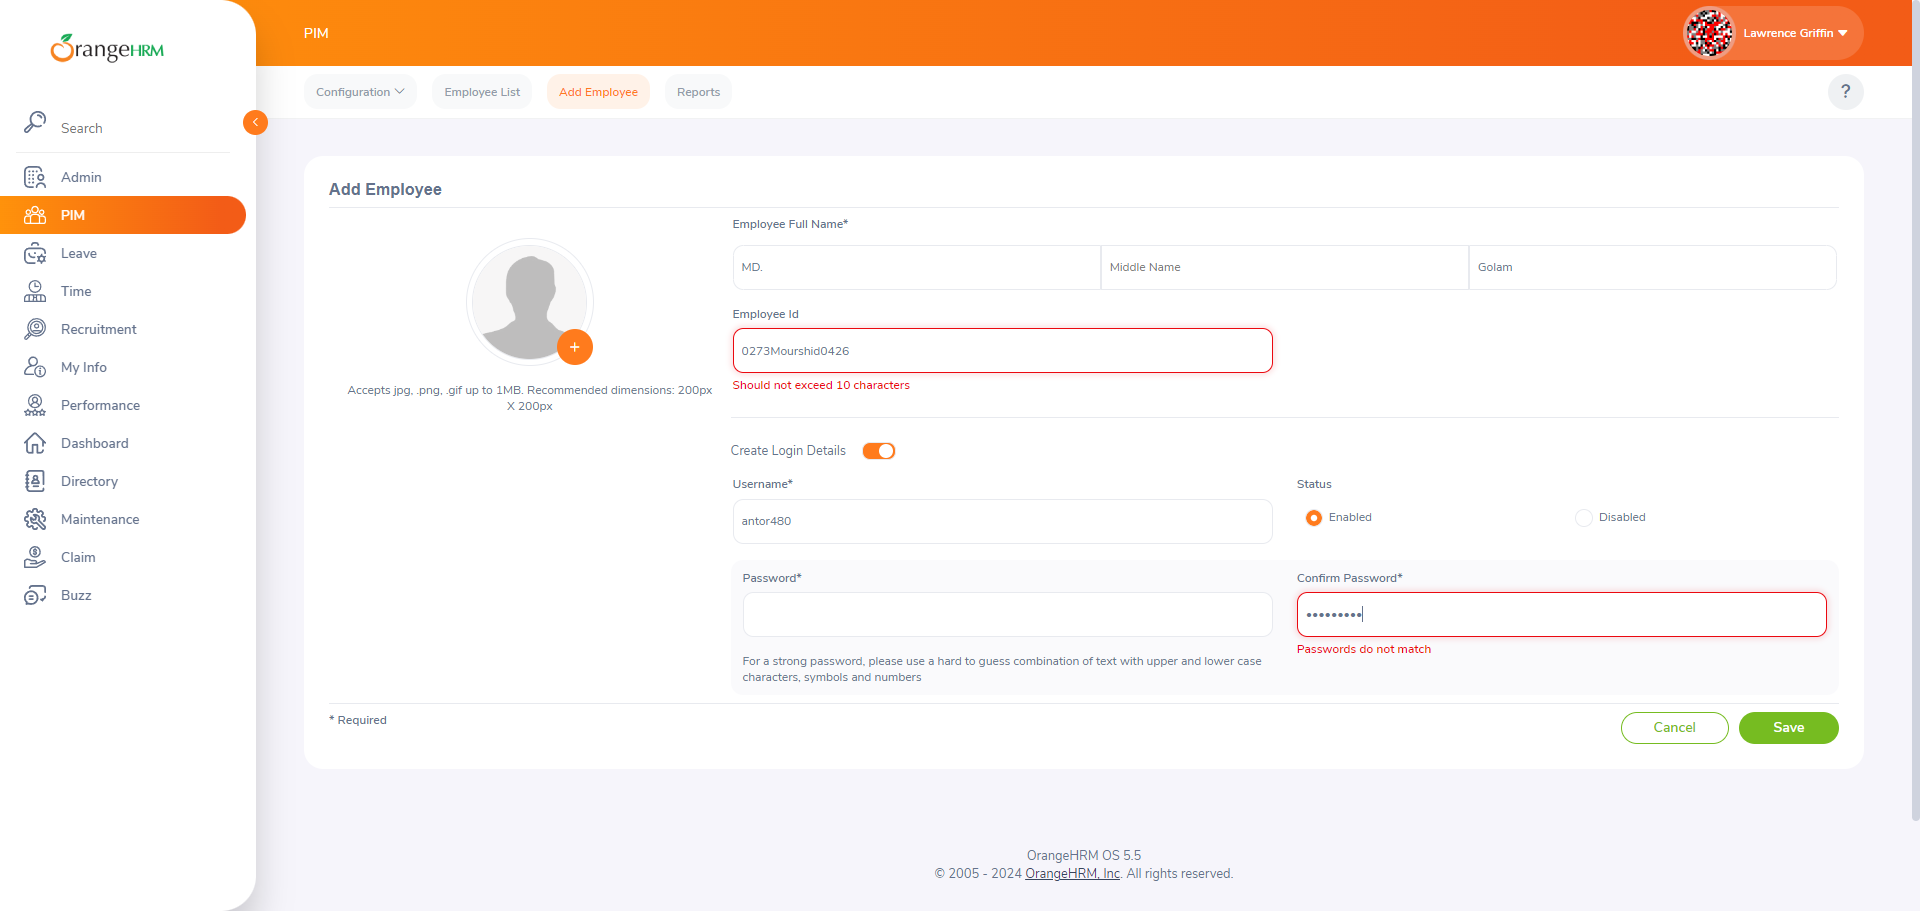 OrangeHRM
Search
Admin
PIM
Leave
Time
Recruitment
My Info
Performance
Dashboard
Directory
Maintenance
Claim
Buzz
PIM
Lawrence Griffin
Configuration
Employee List
Add Employee
Reports
?
Add Employee
Accepts jpg, .png, .gif up to 1MB. Recommended dimensions: 200px
X 200px
Employee Full Name*
MD.
Middle Name
Golam
Employee Id
0273Mourshid0426
Should not exceed 10 characters
Create Login Details
Username*
antor480
Status
Enabled
Disabled
Password*
For a strong password, please use a hard to guess combination of text with upper and lower case
characters, symbols and numbers
Confirm Password*
•••••••••
Passwords do not match
* Required
Cancel
Save
OrangeHRM OS 5.5
© 2005 - 2024 OrangeHRM, Inc. All rights reserved.